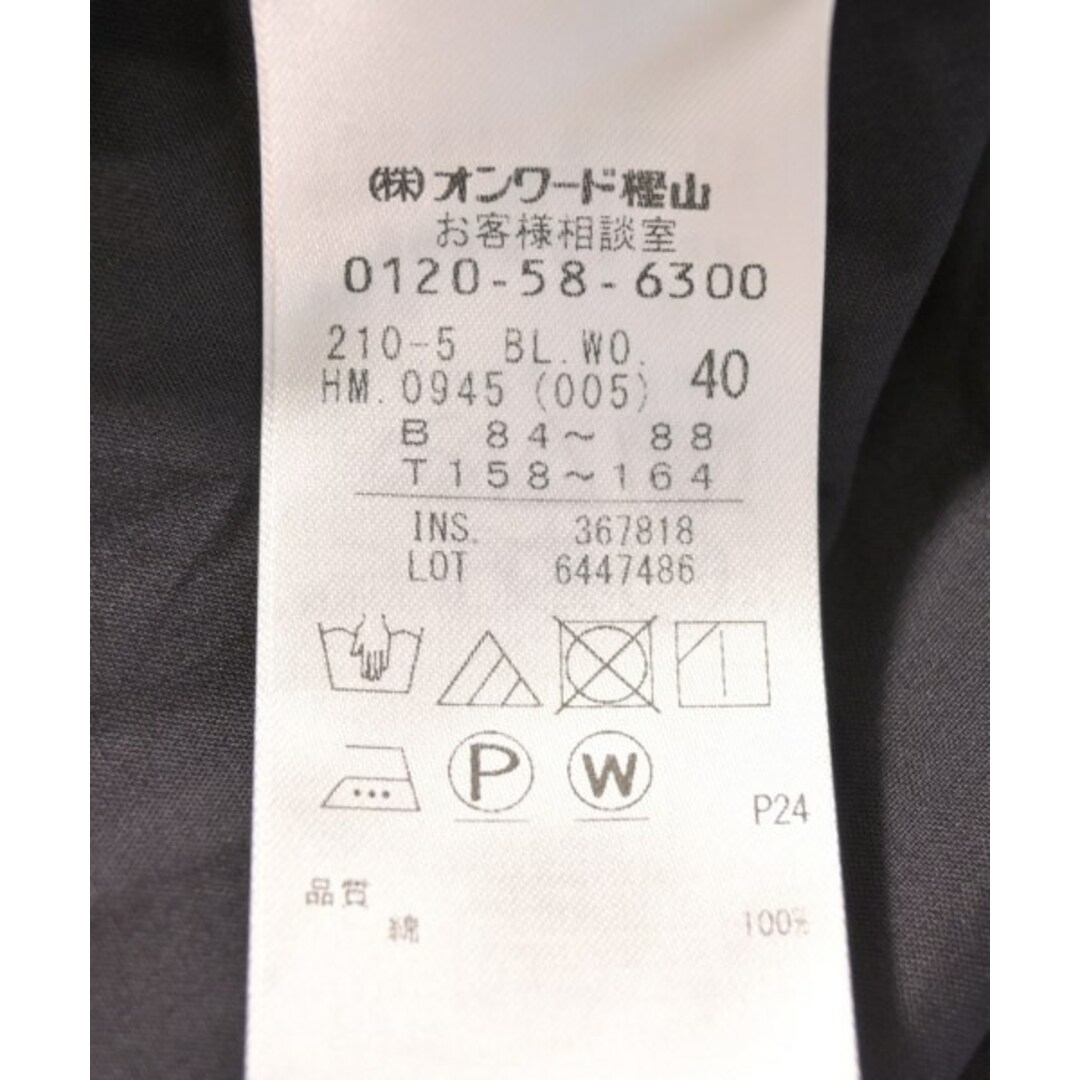 (株)オンワード樫山
お客様相談室
0120-58-6300
210-5 BL.WO. 40
HM.0945 (005)
B 84～ 88
T158～164
INS. 367818
LOT 6447486
P W
P24
品質
綿 100%